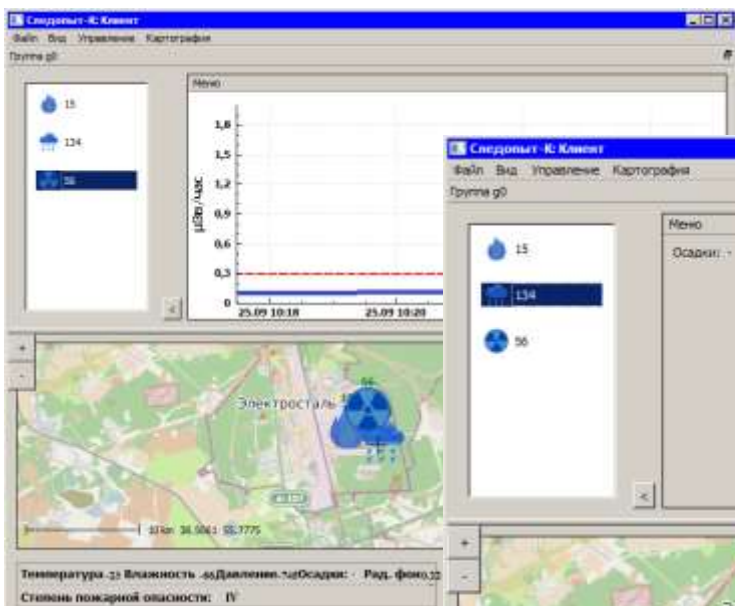 Следопыт-К: Клиент
Файл Вид Управление Картография
Группа g0
15
134
56
Меню
1,8
1,5
1,2
0,9
0,6
0,3
0
μЗв/час
25.09 10:18 25.09 10:20
<
+
-
Электросталь
56
10 km
Температура Влажность Давление Осадки: - Рад. фон
Степень пожарной опасности: IV
Следопыт-К: Клиент
Файл Вид Управление Картография
Группа g0
15
134
56
Меню
Осадки: -
<
+
-